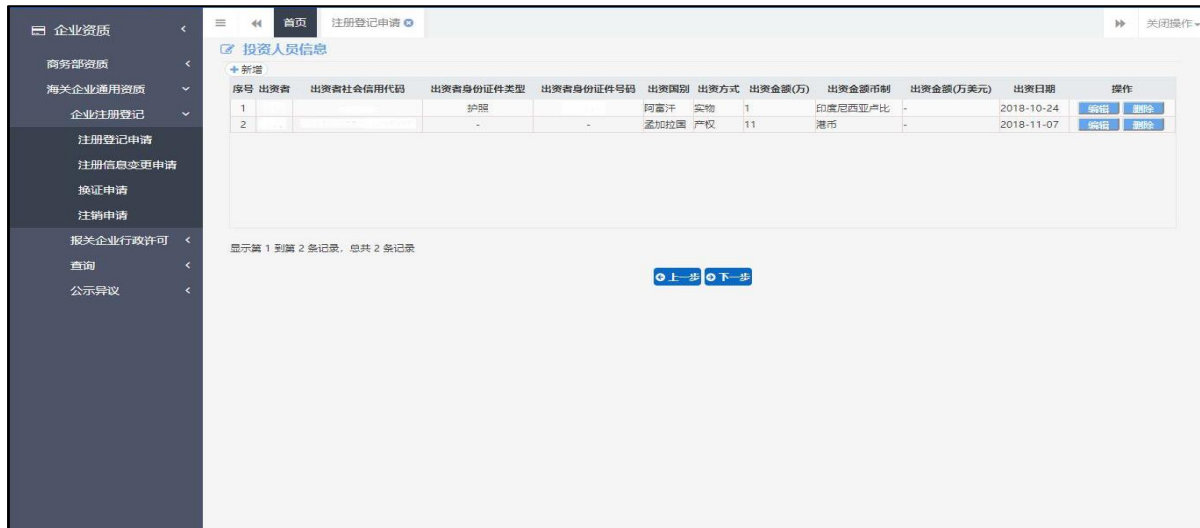 企业资质
商务部资质
海关企业通用资质
企业注册登记
注册登记申请
注册信息变更申请
换证申请
注销申请
报关企业行政许可
查询
公示异议
首页 注册登记申请 关闭操作
投资人员信息
+新增
序号 出资者 出资者社会信用代码 出资者身份证件类型 出资者身份证件号码 出资国别 出资方式 出资金额(万) 出资金额币制 出资金额(万美元) 出资日期 操作
1 护照 阿富汗 实物 1 印度尼西亚卢比 - 2018-10-24 编辑 删除
2 - - 孟加拉国 产权 11 港币 - 2018-11-07 编辑 删除
显示第 1 到第 2 条记录，总共 2 条记录
上一步 下一步